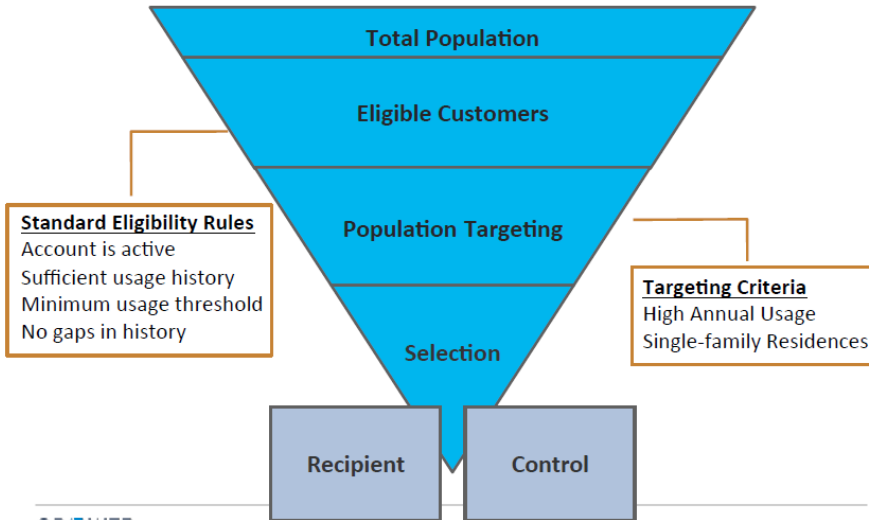 Total Population
Eligible Customers
Standard Eligibility Rules
Account is active
Sufficient usage history
Minimum usage threshold
No gaps in history
Population Targeting
Targeting Criteria
High Annual Usage
Single-family Residences
Selection
Recipient
Control